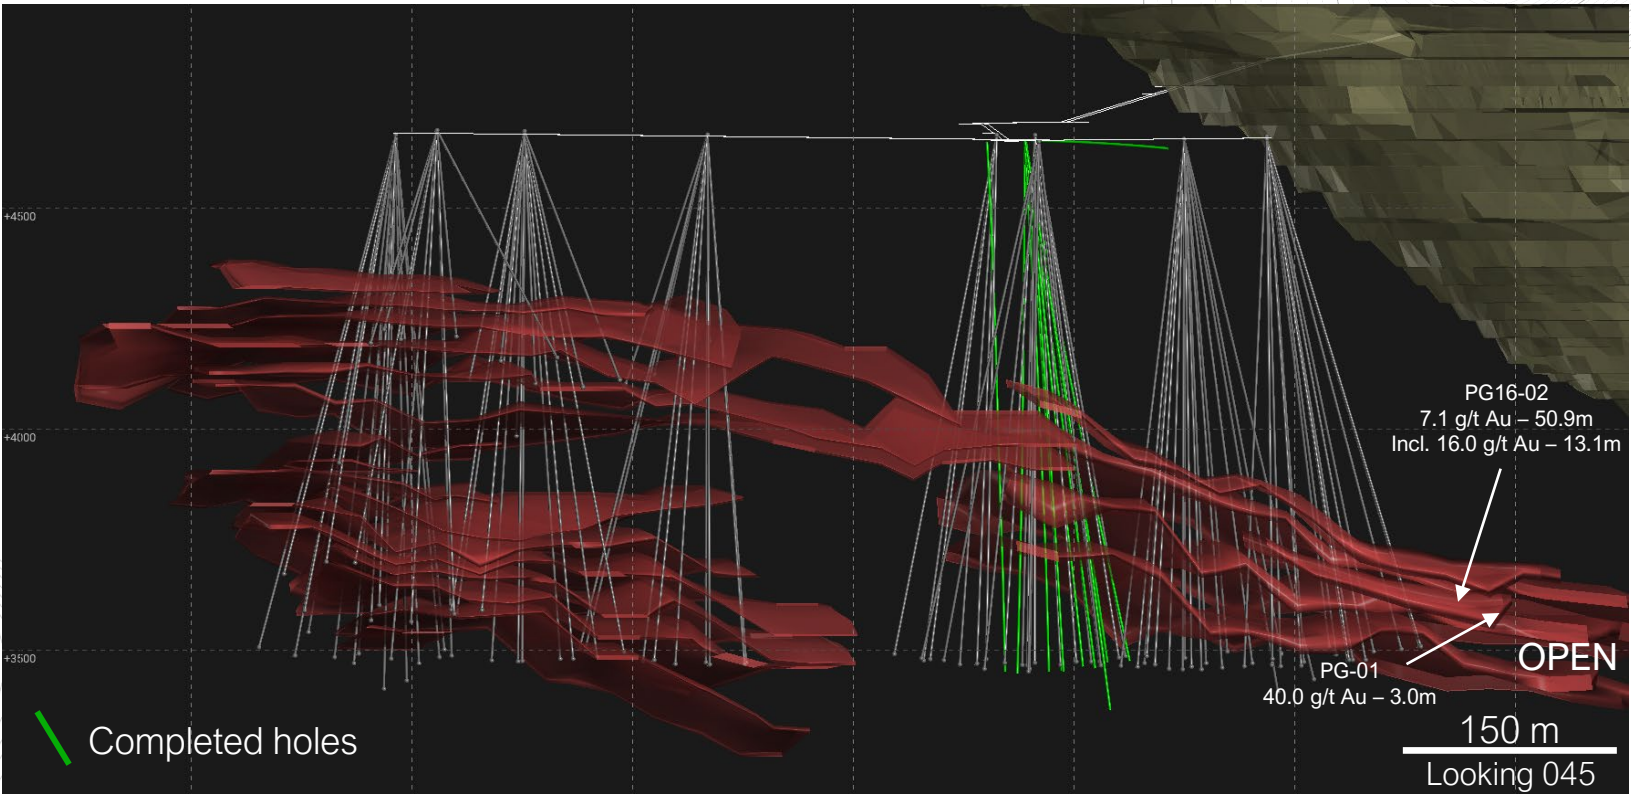 +4500
+4000
+3500
PG16-02
7.1 g/t Au – 50.9m
Incl. 16.0 g/t Au – 13.1m
OPEN
PG-01
40.0 g/t Au – 3.0m
Completed holes
150 m
Looking 045